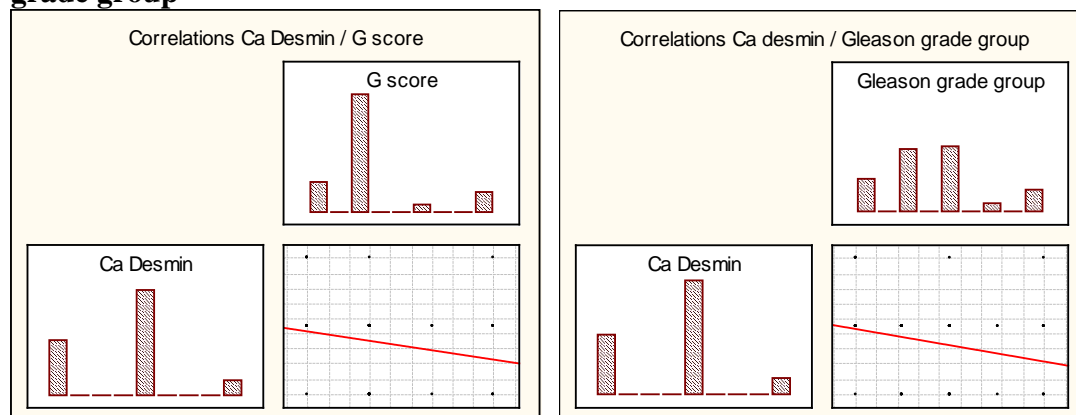 grade group
Correlations Ca Desmin / G score
G score
Ca Desmin
Correlations Ca desmin / Gleason grade group
Gleason grade group
Ca Desmin